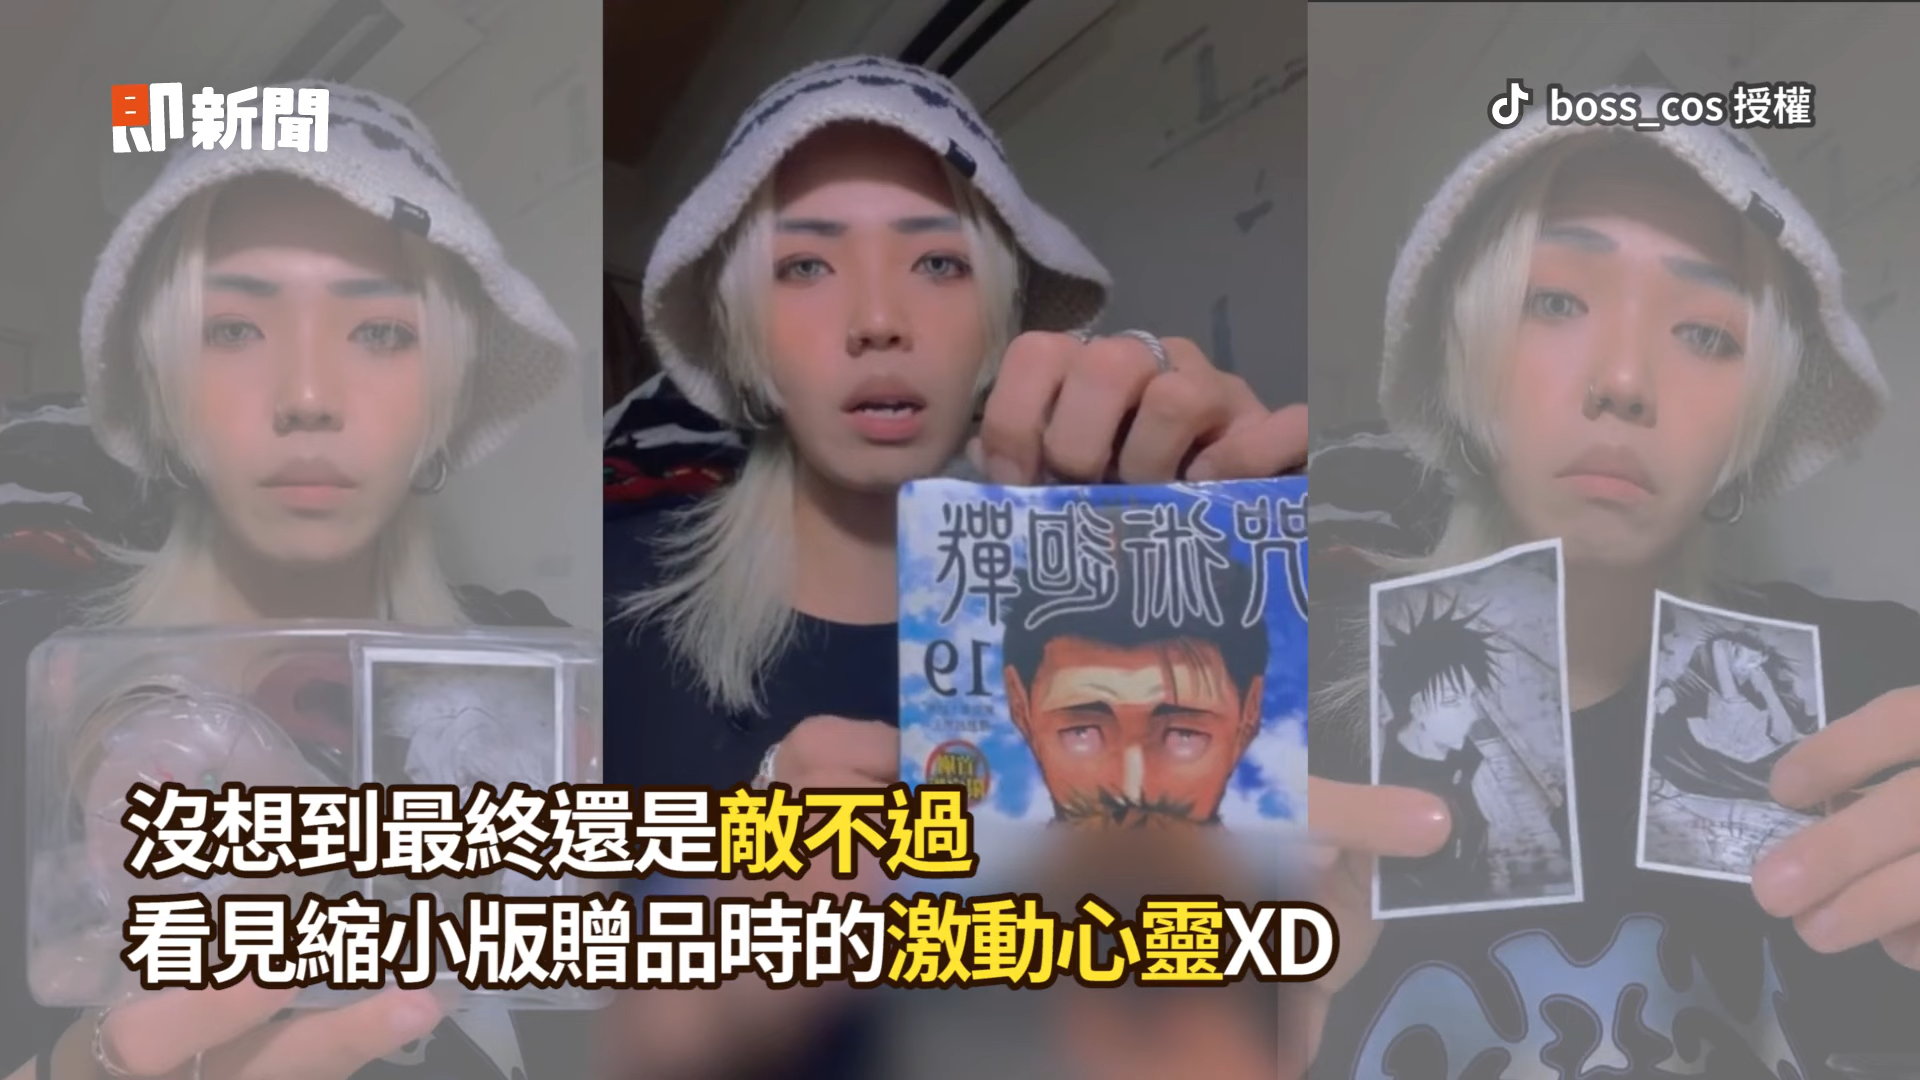 即新聞
boss_cos 授權
咒術迴戰
19
沒想到最終還是敵不過
看見縮小版贈品時的激動心靈XD